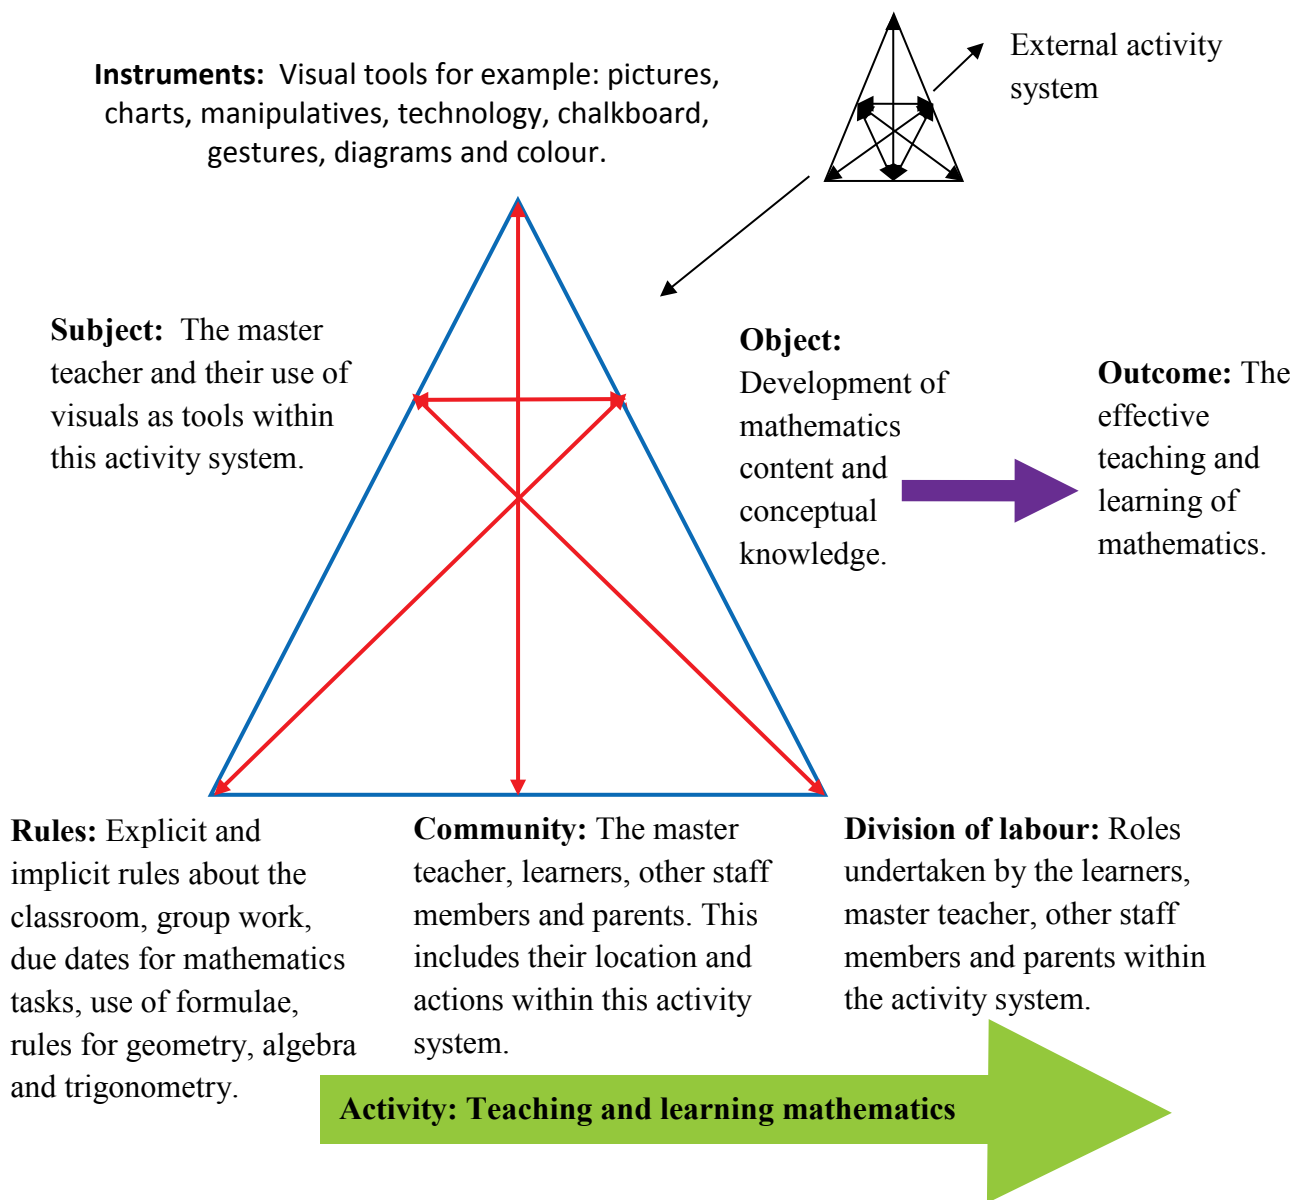 Instruments: Visual tools for example: pictures,
charts, manipulatives, technology, chalkboard,
gestures, diagrams and colour.
External activity
system
Subject: The master
teacher and their use of
visuals as tools within
this activity system.
Object:
Development of
mathematics
content and
conceptual
knowledge.
Outcome: The
effective
teaching and
learning of
mathematics.
Rules: Explicit and
implicit rules about the
classroom, group work,
due dates for mathematics
tasks, use of formulae,
rules for geometry, algebra
and trigonometry.
Community: The master
teacher, learners, other staff
members and parents. This
includes their location and
actions within this activity
system.
Division of labour: Roles
undertaken by the learners,
master teacher, other staff
members and parents within
the activity system.
Activity: Teaching and learning mathematics